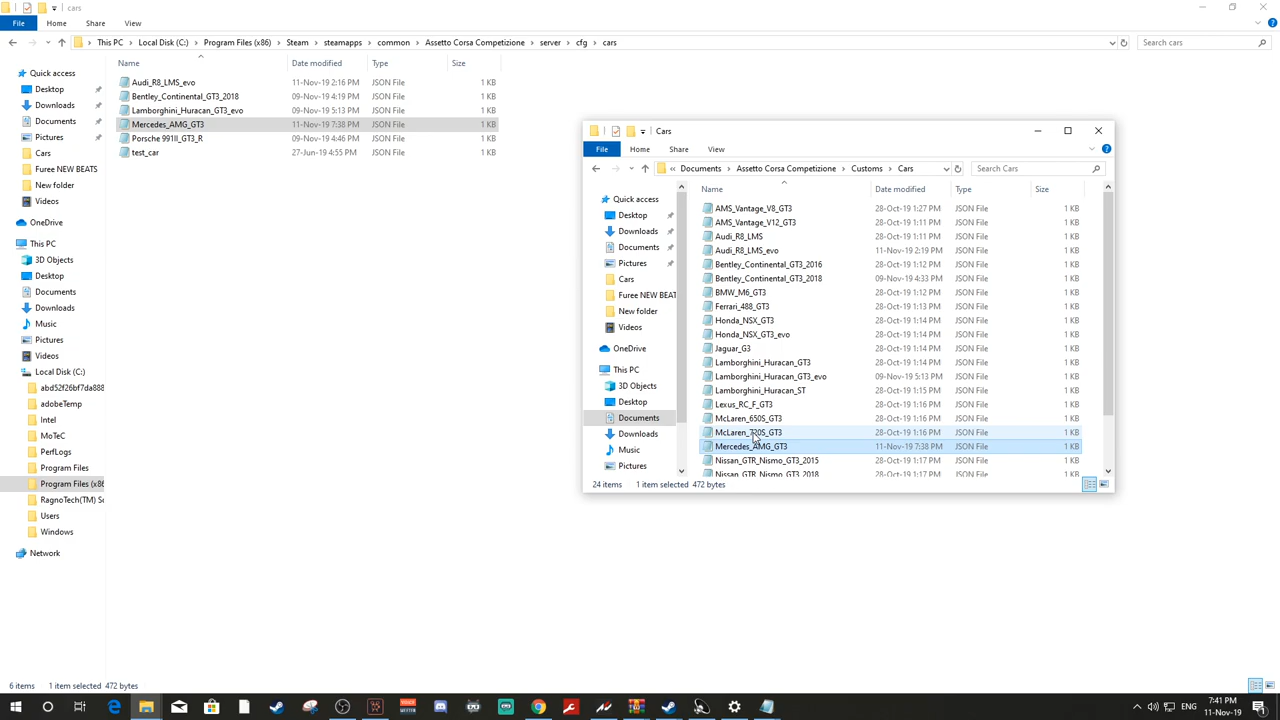 cars
File Home Share View
This PC Local Disk (C:) Program Files (x86) Steam steamapps common Assetto Corsa Competizione server cfg cars
Search cars
Quick access
Desktop
Downloads
Documents
Pictures
Cars
Furee NEW BEATS
New folder
Videos
OneDrive
This PC
3D Objects
Desktop
Documents
Downloads
Music
Pictures
Videos
Local Disk (C:)
abd52f26bf7da888
adobeTemp
Intel
MoTeC
PerfLogs
Program Files
Program Files (x86
RagnoTech(TM) So
Users
Windows
Network
Name Date modified Type Size
Audi_R8_LMS_evo 11-Nov-19 2:16 PM JSON File 1 KB
Bentley_Continental_GT3_2018 09-Nov-19 4:19 PM JSON File 1 KB
Lamborghini_Huracan_GT3_evo 09-Nov-19 5:13 PM JSON File 1 KB
Mercedes_AMG_GT3 11-Nov-19 7:38 PM JSON File 1 KB
Porsche 991II_GT3_R 09-Nov-19 4:46 PM JSON File 1 KB
test_car 27-Jun-19 4:55 PM JSON File 1 KB
Cars
File Home Share View
« Documents Assetto Corsa Competizione Customs Cars
Search Cars
Quick access
Desktop
Downloads
Documents
Pictures
Cars
Furee NEW BEAT
New folder
Videos
OneDrive
This PC
3D Objects
Desktop
Documents
Downloads
Music
Pictures
Name Date modified Type Size
AMS_Vantage_V8_GT3 28-Oct-19 1:27 PM JSON File 1 KB
AMS_Vantage_V12_GT3 28-Oct-19 1:11 PM JSON File 1 KB
Audi_R8_LMS 28-Oct-19 1:11 PM JSON File 1 KB
Audi_R8_LMS_evo 11-Nov-19 2:19 PM JSON File 1 KB
Bentley_Continental_GT3_2016 28-Oct-19 1:12 PM JSON File 1 KB
Bentley_Continental_GT3_2018 09-Nov-19 4:33 PM JSON File 1 KB
BMW_M6_GT3 28-Oct-19 1:12 PM JSON File 1 KB
Ferrari_488_GT3 28-Oct-19 1:13 PM JSON File 1 KB
Honda_NSX_GT3 28-Oct-19 1:14 PM JSON File 1 KB
Honda_NSX_GT3_evo 28-Oct-19 1:14 PM JSON File 1 KB
Jaguar_G3 28-Oct-19 1:14 PM JSON File 1 KB
Lamborghini_Huracan_GT3 28-Oct-19 1:14 PM JSON File 1 KB
Lamborghini_Huracan_GT3_evo 09-Nov-19 5:13 PM JSON File 1 KB
Lamborghini_Huracan_ST 28-Oct-19 1:15 PM JSON File 1 KB
Lexus_RC_F_GT3 28-Oct-19 1:16 PM JSON File 1 KB
McLaren_650S_GT3 28-Oct-19 1:16 PM JSON File 1 KB
McLaren_720S_GT3 28-Oct-19 1:16 PM JSON File 1 KB
Mercedes_AMG_GT3 11-Nov-19 7:38 PM JSON File 1 KB
Nissan_GTR_Nismo_GT3_2015 28-Oct-19 1:17 PM JSON File 1 KB
Nissan_GTR_Nismo_GT3_2018 28-Oct-19 1:17 PM JSON File 1 KB
24 items 1 item selected 472 bytes
6 items 1 item selected 472 bytes
ENG 7:41 PM
11-Nov-19